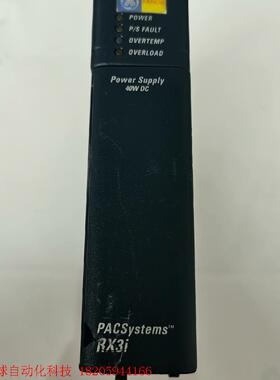 POWER
P/S FAULT
OVERTEMP
OVERLOAD
Power Supply
40W DC
PACSystems™
RX3i
球自动化科技 18205944166